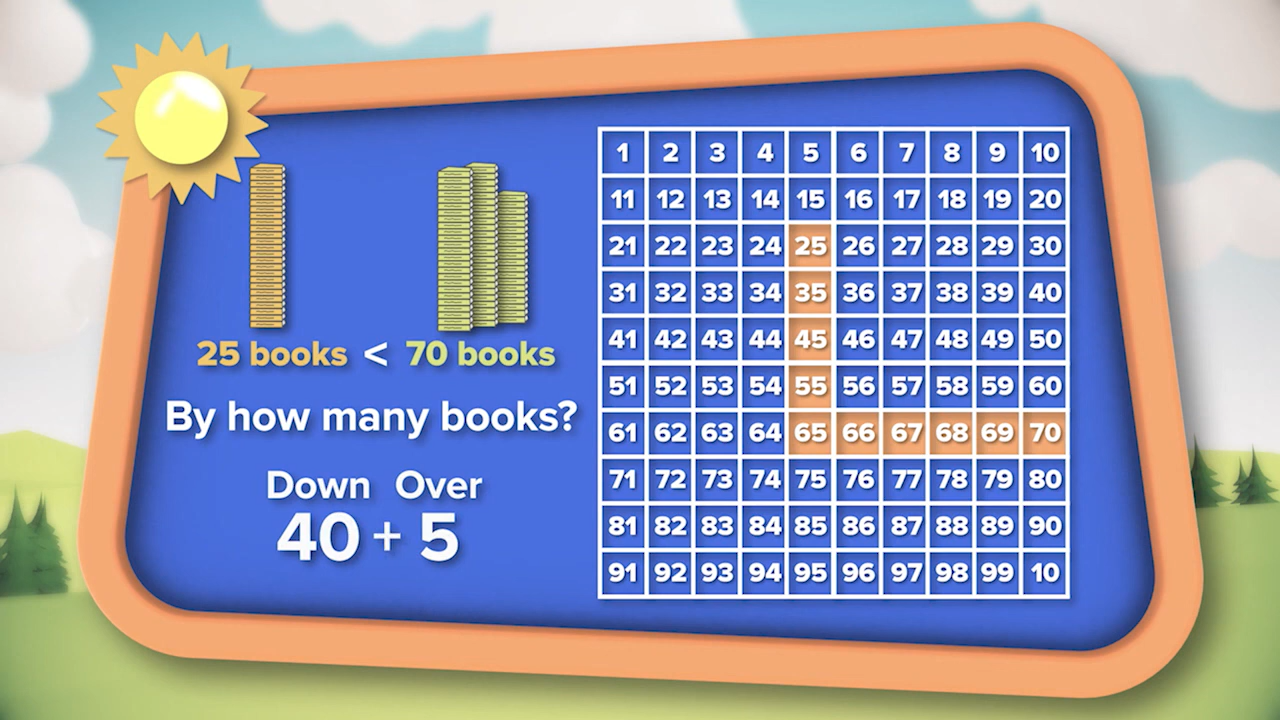 25 books < 70 books
By how many books?
Down Over
40 + 5
1 2 3 4 5 6 7 8 9 10
11 12 13 14 15 16 17 18 19 20
21 22 23 24 25 26 27 28 29 30
31 32 33 34 35 36 37 38 39 40
41 42 43 44 45 46 47 48 49 50
51 52 53 54 55 56 57 58 59 60
61 62 63 64 65 66 67 68 69 70
71 72 73 74 75 76 77 78 79 80
81 82 83 84 85 86 87 88 89 90
91 92 93 94 95 96 97 98 99 10